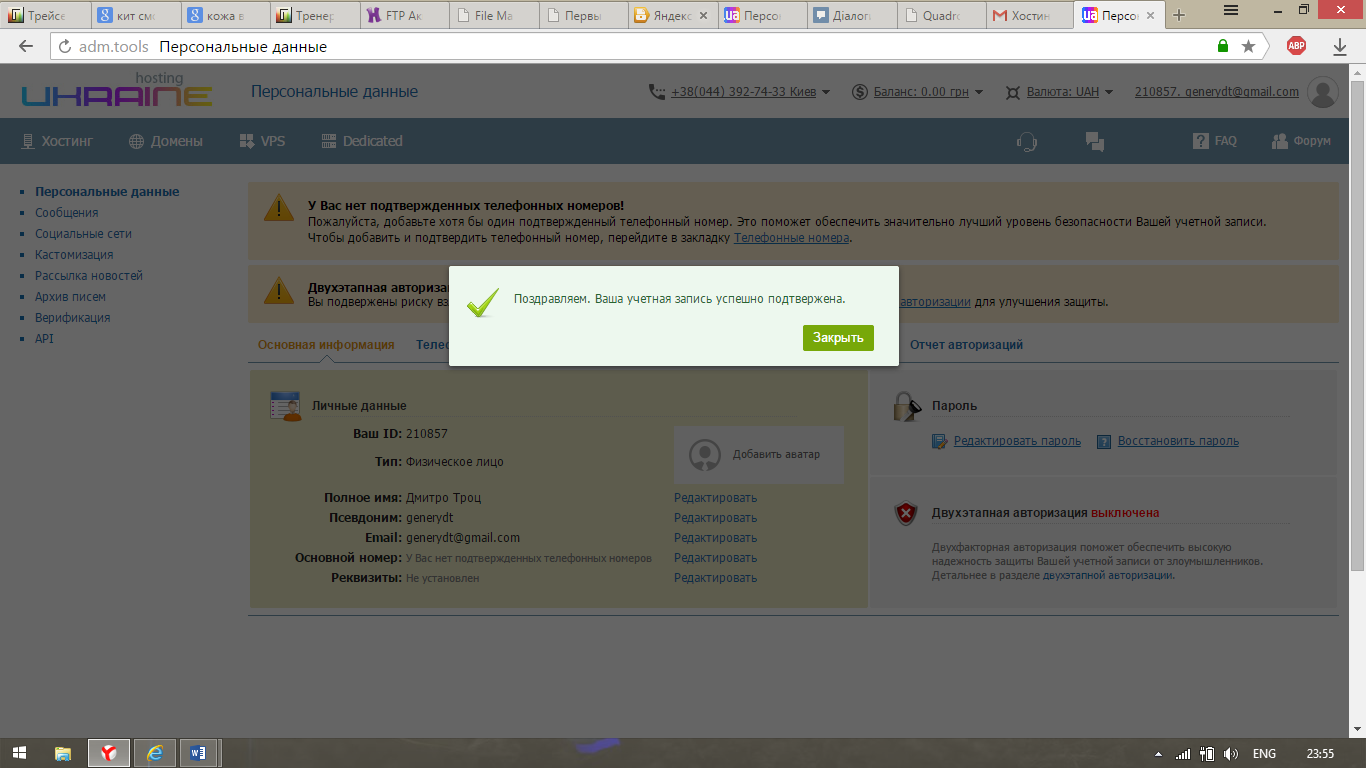 Трейсе
кит смо
кожа в
Тренер
FTP Ак
File Ma
Первы
Яндекс
Персо
Діалоги
Quadro
Хостин
Персо
adm.tools Персональные данные
ABP
hosting
UKRAINE
Персональные данные
+38(044) 392-74-33 Киев
Баланс: 0.00 грн
Валюта: UAH
210857. generydt@gmail.com
Хостинг
Домены
VPS
Dedicated
FAQ
Форум
Персональные данные
Сообщения
Социальные сети
Кастомизация
Рассылка новостей
Архив писем
Верификация
API
У Вас нет подтвержденных телефонных номеров!
Пожалуйста, добавьте хотя бы один подтвержденный телефонный номер. Это поможет обеспечить значительно лучший уровень безопасности Вашей учетной записи.
Чтобы добавить и подтвердить телефонный номер, перейдите в закладку Телефонные номера.
Двухэтапная авториза
Вы подвержены риску вз
авторизации для улучшения защиты.
Поздравляем. Ваша учетная запись успешно подтвержена.
Закрыть
Основная информация
Теле
Отчет авторизаций
Личные данные
Ваш ID: 210857
Тип: Физическое лицо
Добавить аватар
Полное имя: Дмитро Троц Редактировать
Псевдоним: generydt Редактировать
Email: generydt@gmail.com Редактировать
Основной номер: У Вас нет подтвержденных телефонных номеров Редактировать
Реквизиты: Не установлен Редактировать
Пароль
Редактировать пароль
Восстановить пароль
Двухэтапная авторизация выключена
Двухфакторная авторизация поможет обеспечить высокую
надежность защиты Вашей учетной записи от злоумышленников.
Детальнее в разделе двухэтапной авторизации.
ENG
23:55